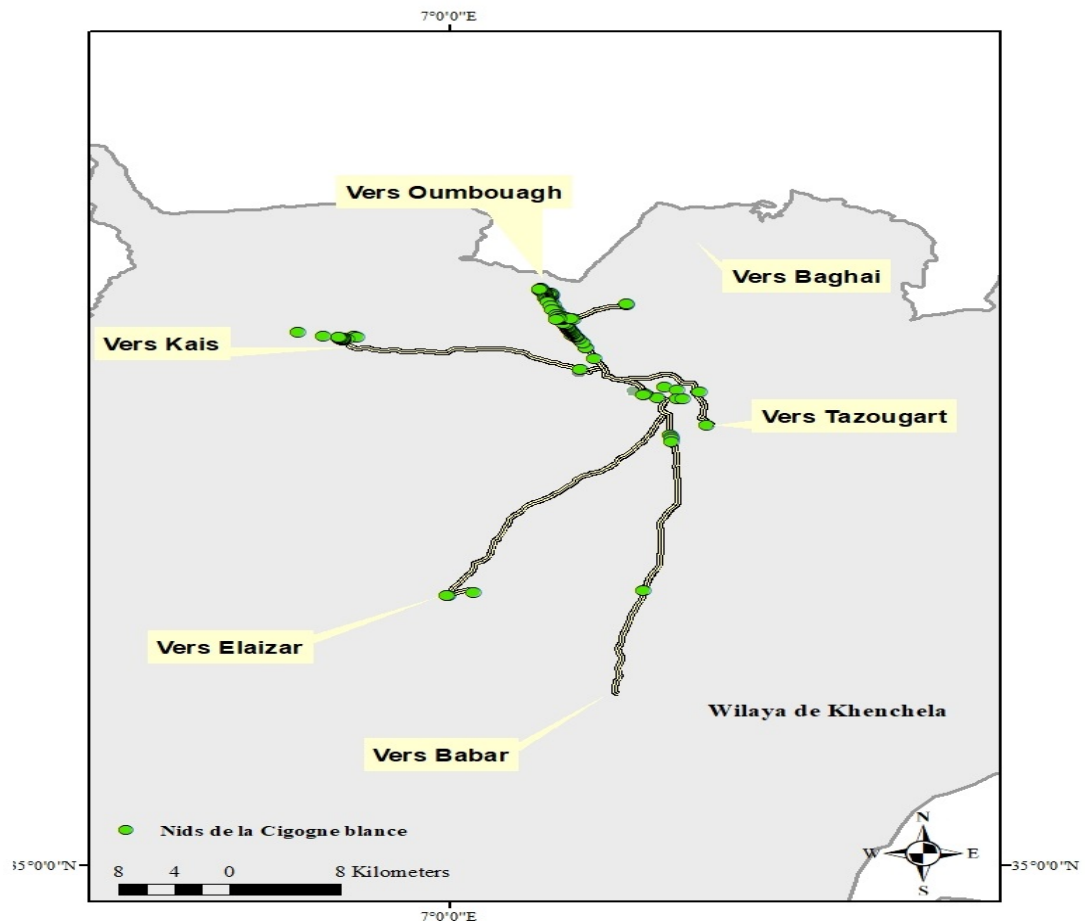 7°0'0"E
Vers Oumbouagh
Vers Baghai
Vers Kais
Vers Tazougart
Vers Elaizar
Wilaya de Khenchela
Vers Babar
Nids de la Cigogne blance
N
W E
S
35°0'0"N
35°0'0"N
8 4 0 8 Kilometers
7°0'0"E